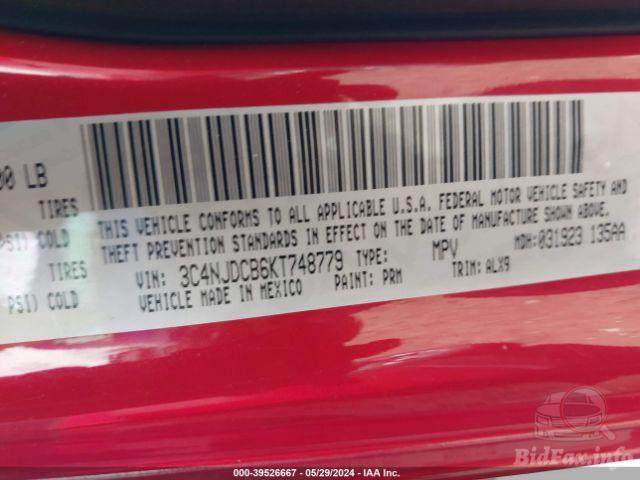 00 LB
TIRES
PSI) COLD
TIRES
PSI) COLD
THIS VEHICLE CONFORMS TO ALL APPLICABLE U.S.A. FEDERAL MOTOR VEHICLE SAFETY AND
THEFT PREVENTION STANDARDS IN EFFECT ON THE DATE OF MANUFACTURE SHOWN ABOVE.
VIN: 3C4NJDCB6KT748779 TYPE: MPV MDH:031923 135AA
VEHICLE MADE IN MEXICO PAINT: PRM TRIM: ALX9
BidFax.info
000-39526667 - 05/29/2024 - IAA Inc.